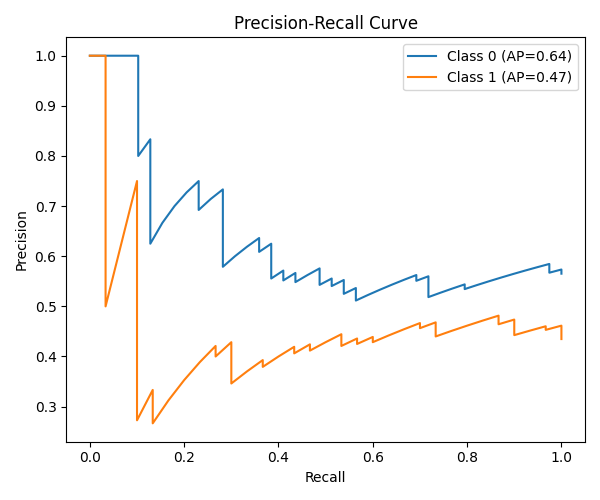 Precision-Recall Curve
Class 0 (AP=0.64)
Class 1 (AP=0.47)
Precision
1.0
0.9
0.8
0.7
0.6
0.5
0.4
0.3
0.0 0.2 0.4 0.6 0.8 1.0
Recall